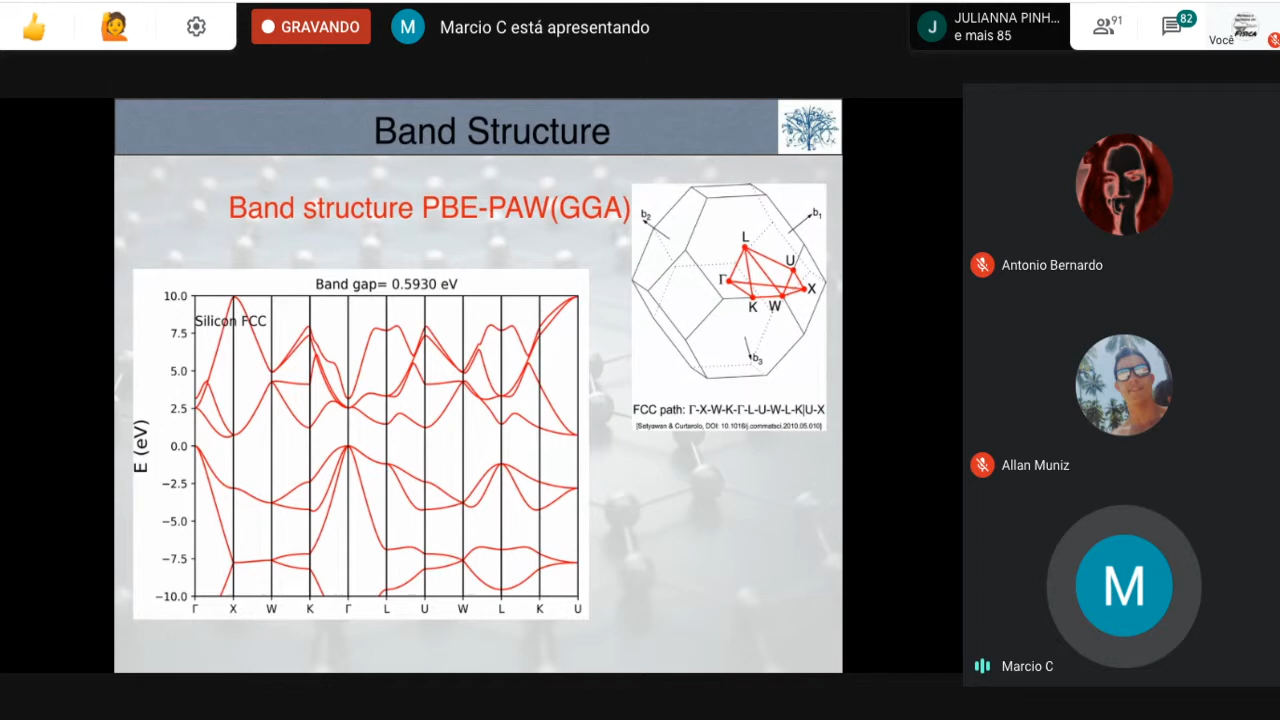 GRAVANDO
M
Marcio C está apresentando
J
JULIANNA PINH...
e mais 85
91
82
Você
FÍSICA
Band Structure
Band structure PBE-PAW(GGA)
Band gap= 0.5930 eV
Silicon FCC
E (eV)
10.0
7.5
5.0
2.5
0.0
−2.5
−5.0
−7.5
−10.0
Γ X W K Γ L U W L K U
b2
b1
L
U
Γ
X
K W
b3
FCC path: Γ-X-W-K-Γ-L-U-W-L-K|U-X
[Setyawan & Curtarolo, DOI: 10.1016/j.commatsci.2010.05.010]
Antonio Bernardo
Allan Muniz
M
Marcio C